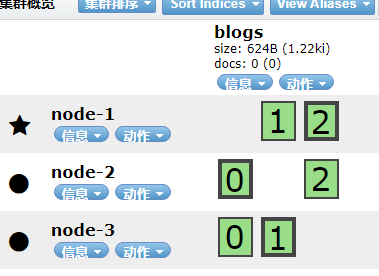 集群概览 集群排序 Sort Indices View Aliases
blogs
size: 624B (1.22ki)
docs: 0 (0)
信息 动作
node-1 1 2
信息 动作
node-2 0 2
信息 动作
node-3 0 1
信息 动作